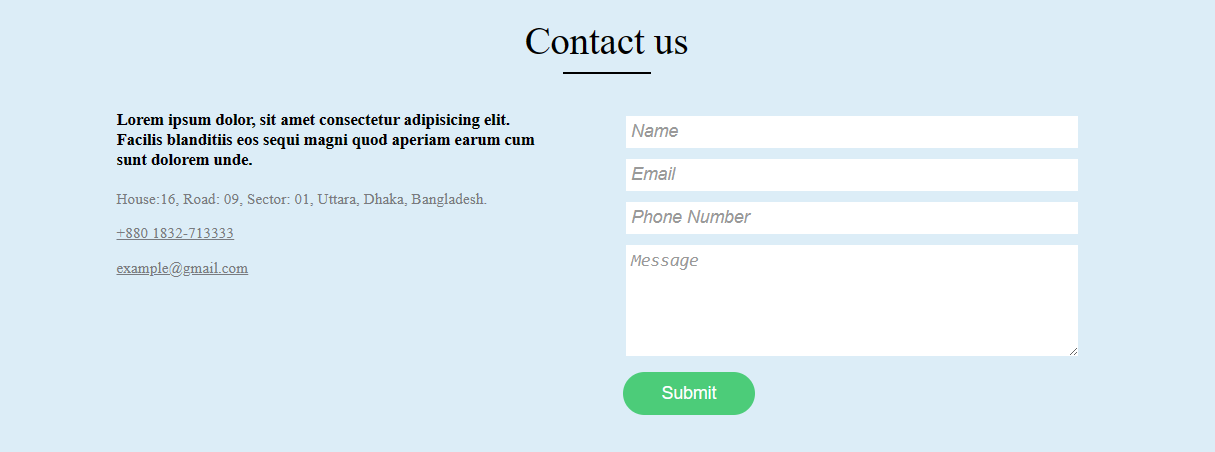 Contact us
Lorem ipsum dolor, sit amet consectetur adipisicing elit.
Facilis blanditiis eos sequi magni quod aperiam earum cum
sunt dolorem unde.
House:16, Road: 09, Sector: 01, Uttara, Dhaka, Bangladesh.
+880 1832-713333
example@gmail.com
Name
Email
Phone Number
Message
Submit